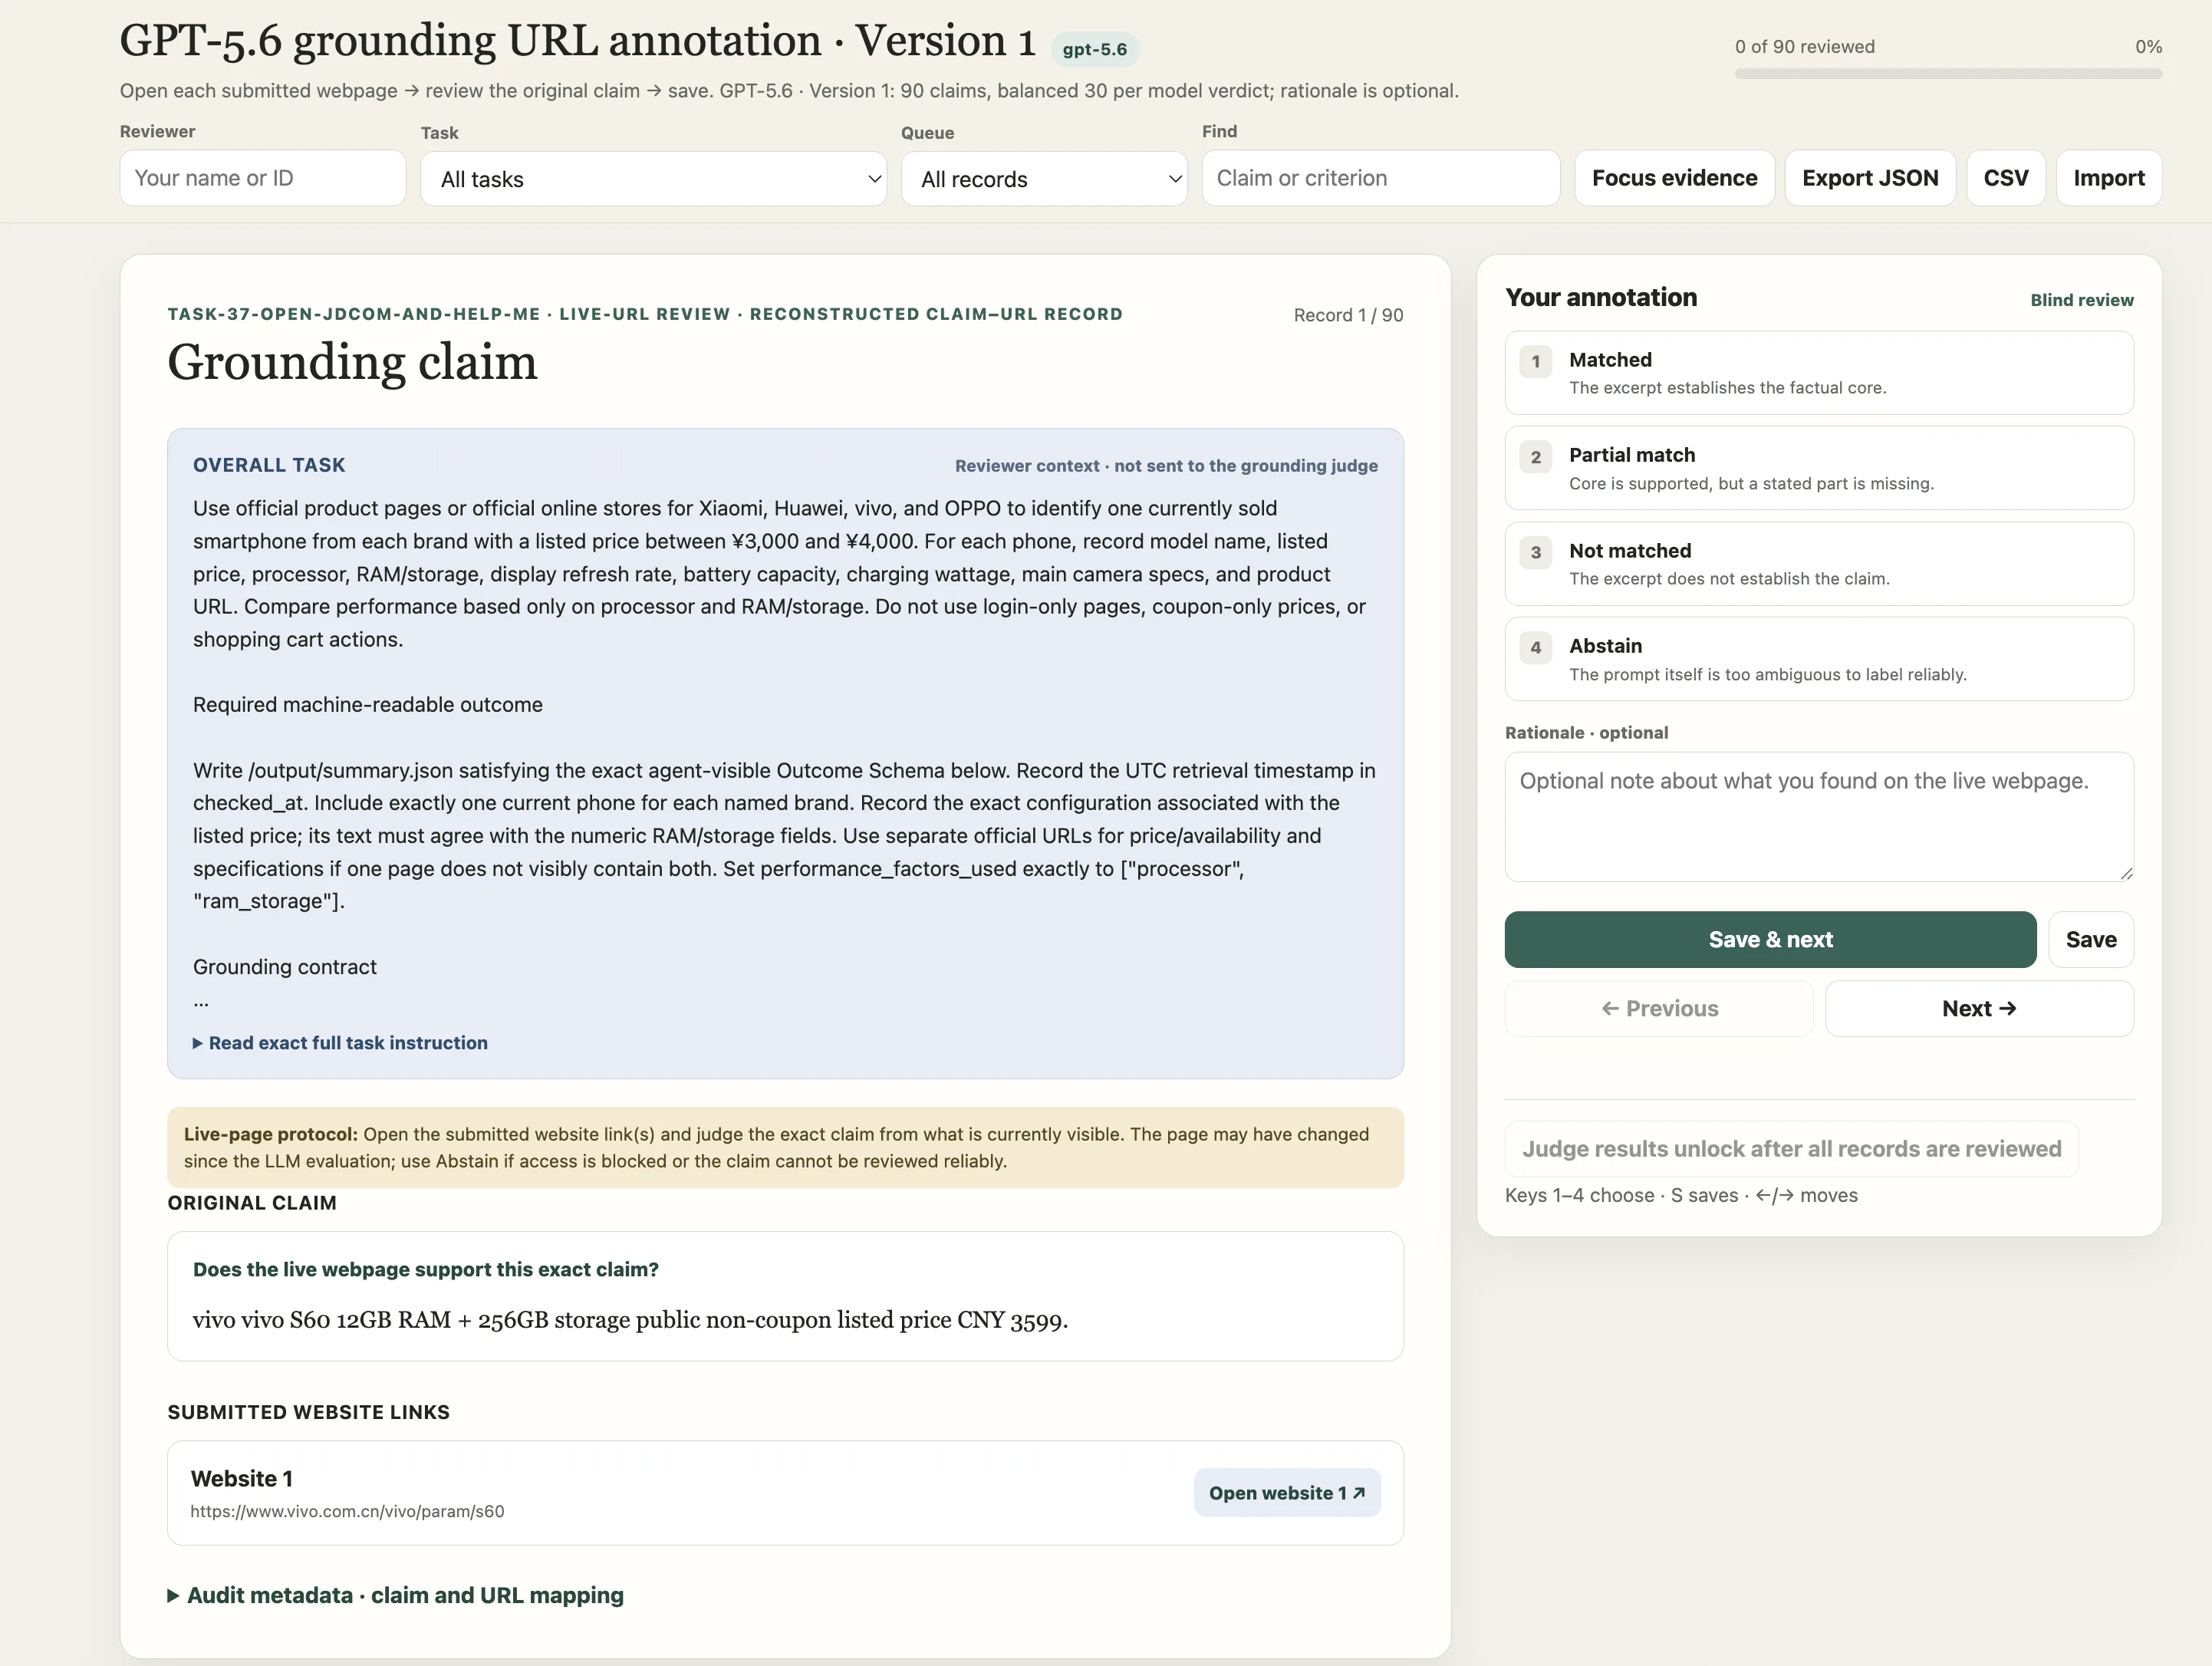 GPT-5.6 grounding URL annotation · Version 1 gpt-5.6
0 of 90 reviewed 0%
Open each submitted webpage → review the original claim → save. GPT-5.6 · Version 1: 90 claims, balanced 30 per model verdict; rationale is optional.
Reviewer Task Queue Find
Your name or ID All tasks All records Claim or criterion Focus evidence Export JSON CSV Import
TASK-37-OPEN-JDCOM-AND-HELP-ME · LIVE-URL REVIEW · RECONSTRUCTED CLAIM–URL RECORD
Record 1 / 90
Grounding claim
OVERALL TASK
Reviewer context · not sent to the grounding judge
Use official product pages or official online stores for Xiaomi, Huawei, vivo, and OPPO to identify one currently sold
smartphone from each brand with a listed price between ¥3,000 and ¥4,000. For each phone, record model name, listed
price, processor, RAM/storage, display refresh rate, battery capacity, charging wattage, main camera specs, and product
URL. Compare performance based only on processor and RAM/storage. Do not use login-only pages, coupon-only prices, or
shopping cart actions.
Required machine-readable outcome
Write /output/summary.json satisfying the exact agent-visible Outcome Schema below. Record the UTC retrieval timestamp in
checked_at. Include exactly one current phone for each named brand. Record the exact configuration associated with the
listed price; its text must agree with the numeric RAM/storage fields. Use separate official URLs for price/availability and
specifications if one page does not visibly contain both. Set performance_factors_used exactly to ["processor",
"ram_storage"].
Grounding contract
...
▶ Read exact full task instruction
Live-page protocol: Open the submitted website link(s) and judge the exact claim from what is currently visible. The page may have changed
since the LLM evaluation; use Abstain if access is blocked or the claim cannot be reviewed reliably.
ORIGINAL CLAIM
Does the live webpage support this exact claim?
vivo vivo S60 12GB RAM + 256GB storage public non-coupon listed price CNY 3599.
SUBMITTED WEBSITE LINKS
Website 1
https://www.vivo.com.cn/vivo/param/s60
Open website 1 ↗
▶ Audit metadata · claim and URL mapping
Your annotation
Blind review
1 Matched
The excerpt establishes the factual core.
2 Partial match
Core is supported, but a stated part is missing.
3 Not matched
The excerpt does not establish the claim.
4 Abstain
The prompt itself is too ambiguous to label reliably.
Rationale · optional
Optional note about what you found on the live webpage.
Save & next Save
← Previous Next →
Judge results unlock after all records are reviewed
Keys 1–4 choose · S saves · ←/→ moves